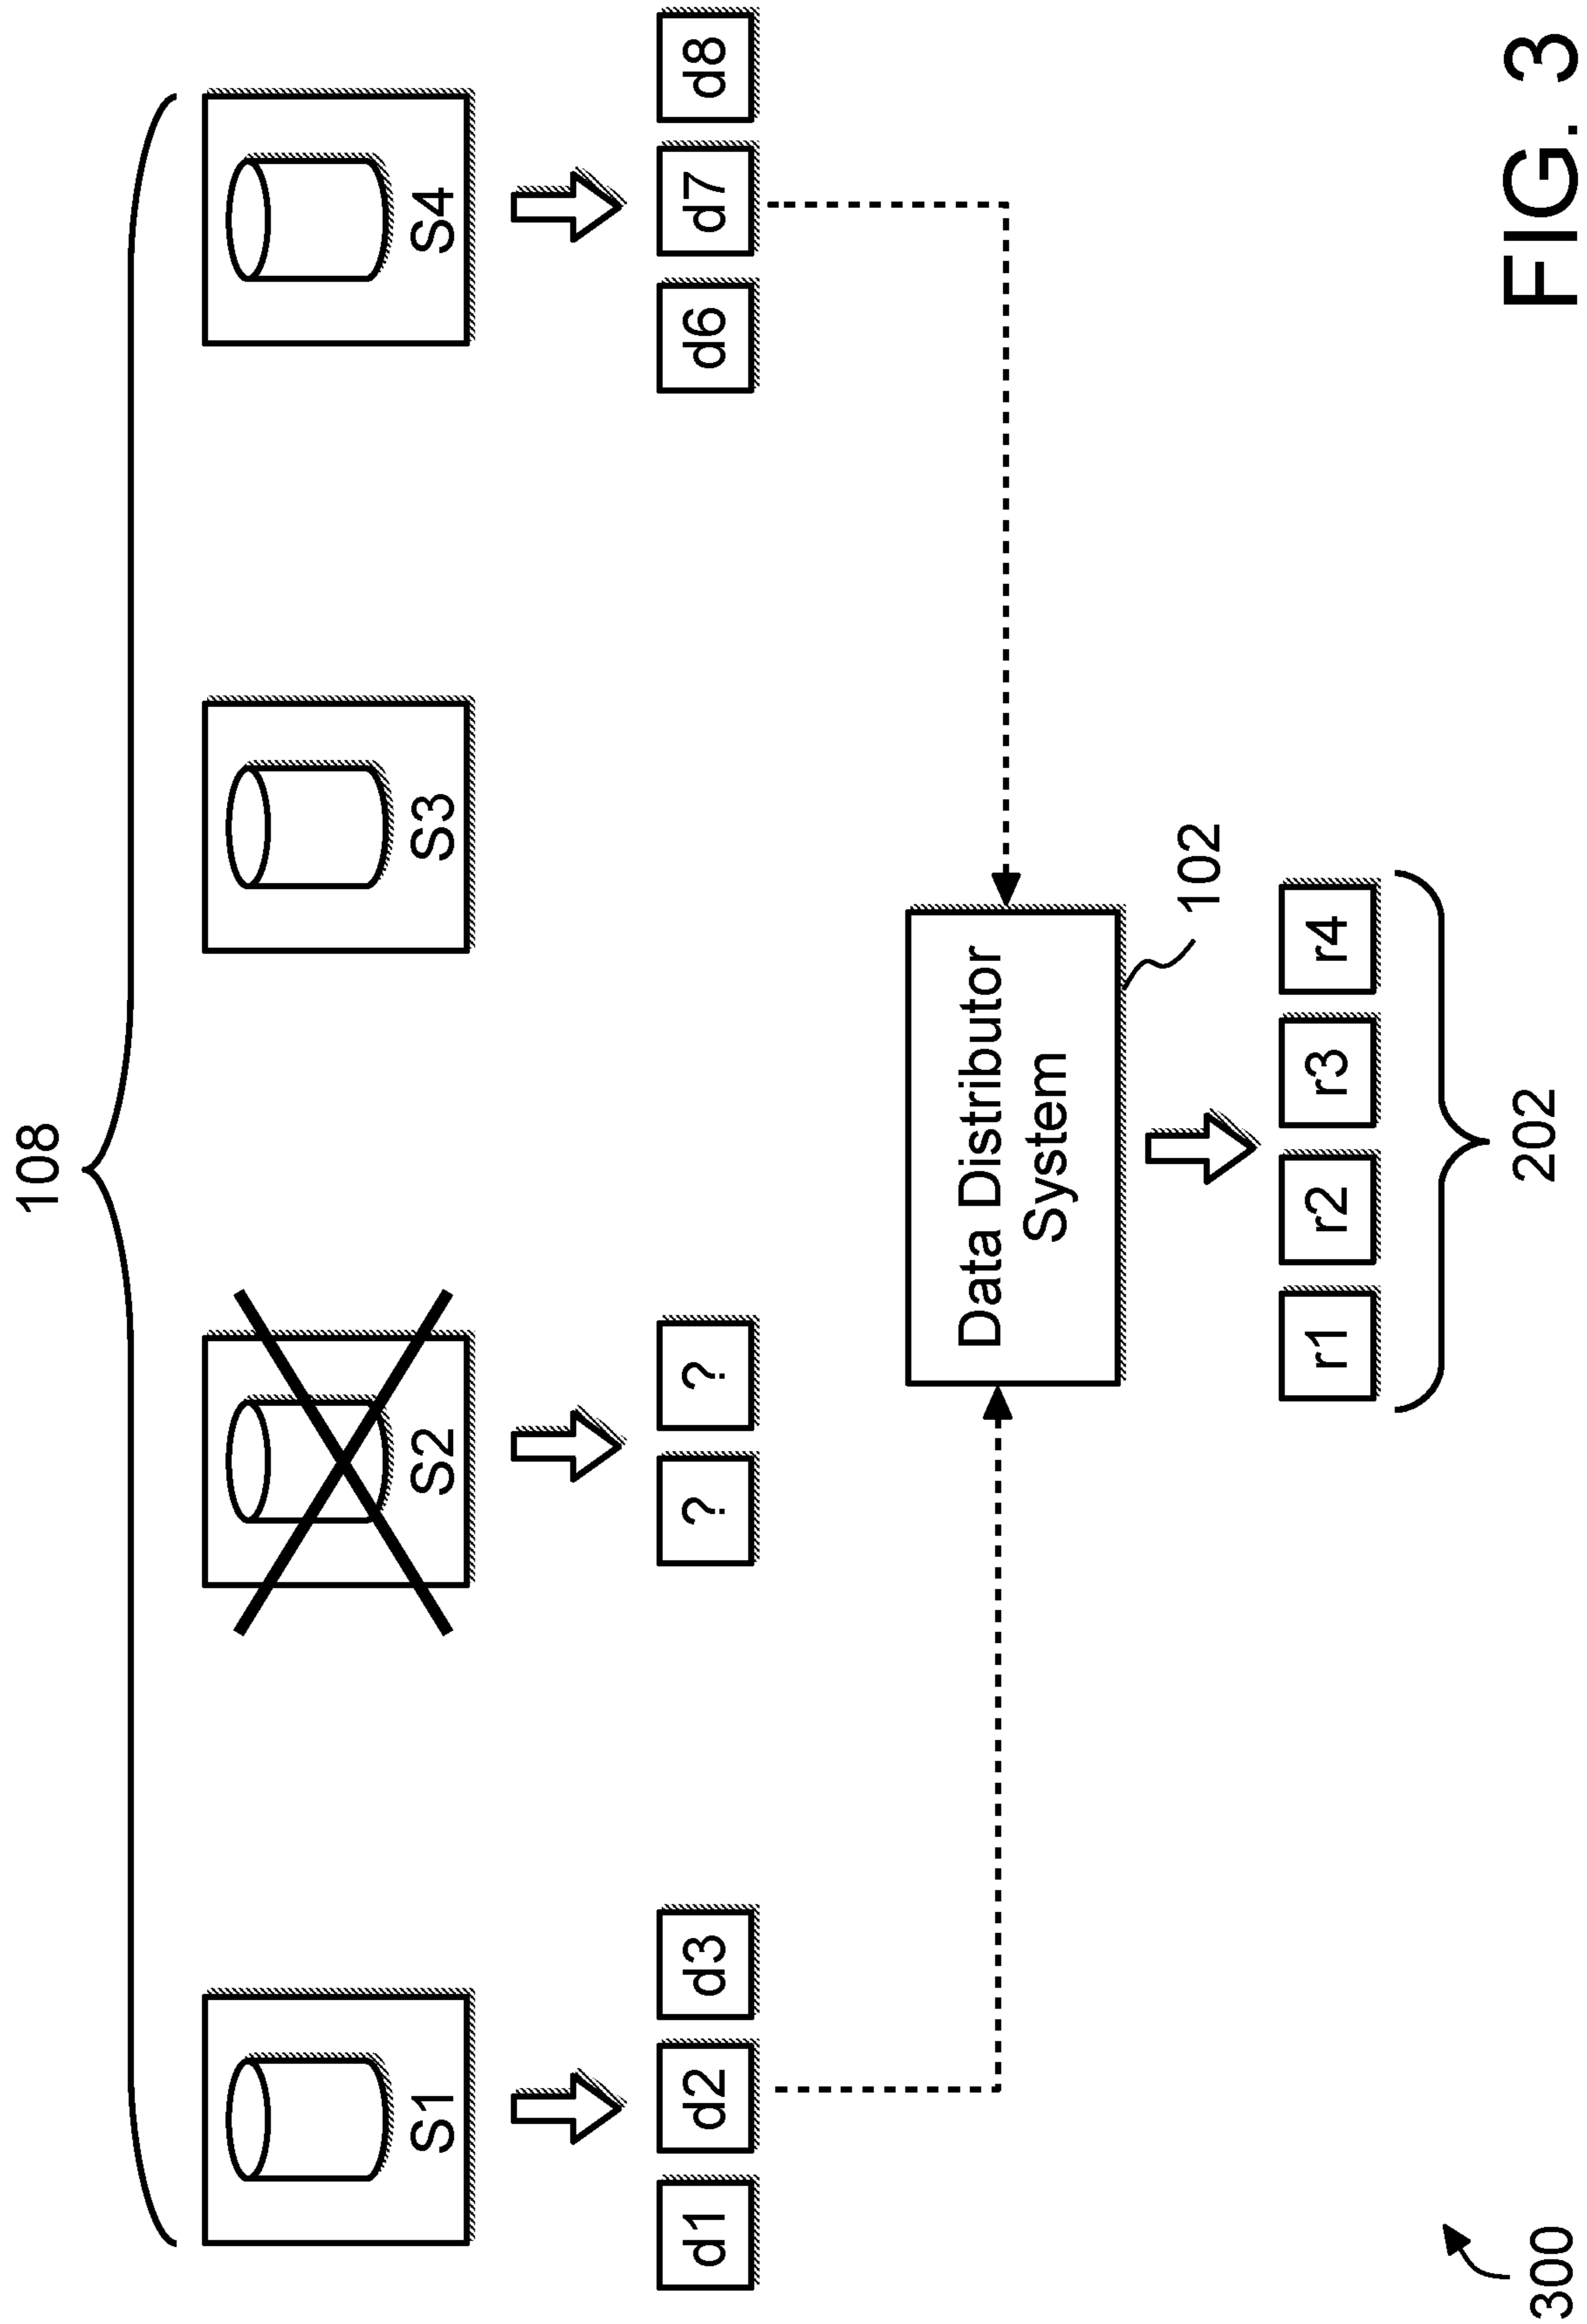 108
S1
S2
S3
S4
d1
d2
d3
?
?
d6
d7
d8
Data Distributor
System
102
r1
r2
r3
r4
202
300
FIG. 3